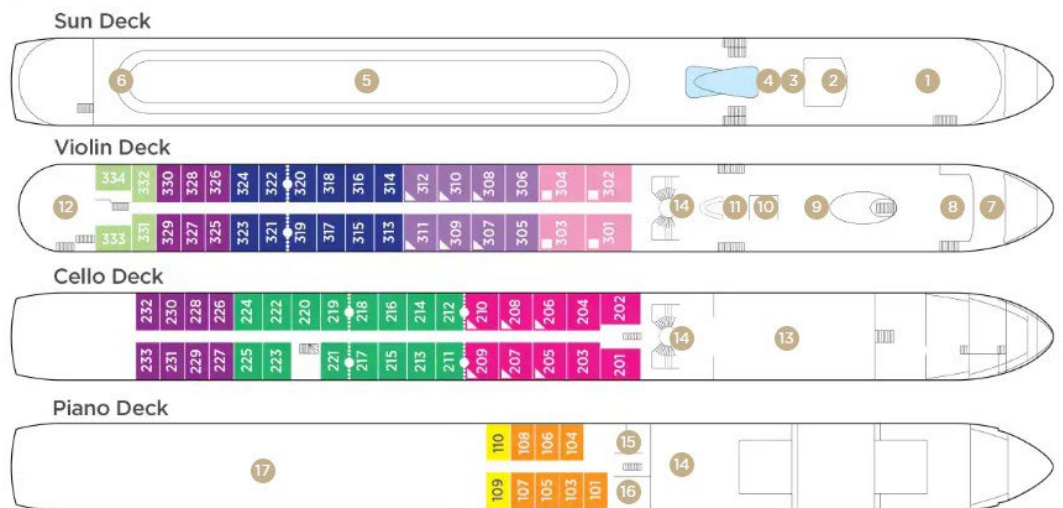 Sun Deck
6 5 4 3 2 1
Violin Deck
334 332 330 328 326 324 322 320 318 316 314 312 310 308 306 304 302
12 14 11 10 9 8 7
333 331 329 327 325 323 321 319 317 315 313 311 309 307 305 303 301
Cello Deck
232 230 228 226 224 222 220 219 218 216 214 212 210 208 206 204 202
14 13
233 231 229 227 225 223 221 217 215 213 211 209 207 205 203 201
Piano Deck
110 108 106 104 15
17 14
109 107 105 103 101 16